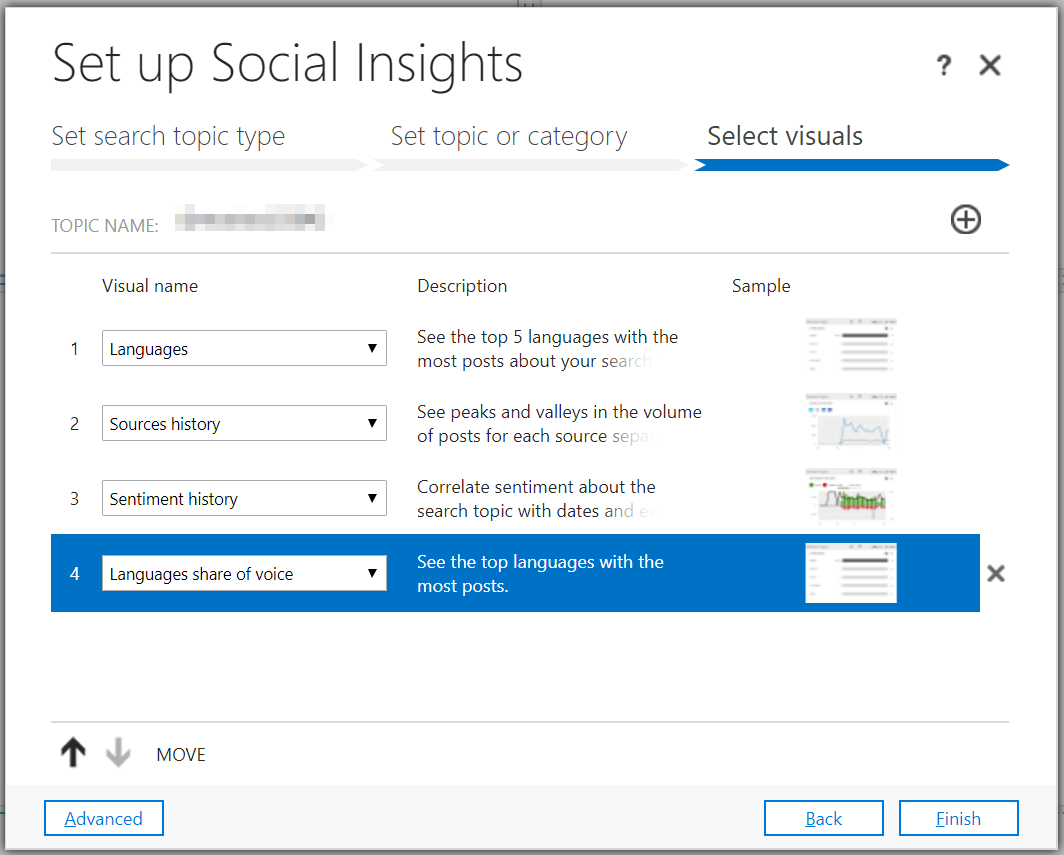 Set up Social Insights
?
Set search topic type
Set topic or category
Select visuals
TOPIC NAME:
Visual name
Description
Sample
1
Languages
See the top 5 languages with the
most posts about your search
2
Sources history
See peaks and valleys in the volume
of posts for each source
3
Sentiment history
Correlate sentiment about the
search topic with dates and
4
Languages share of voice
See the top languages with the
most posts.
MOVE
Advanced
Back
Finish